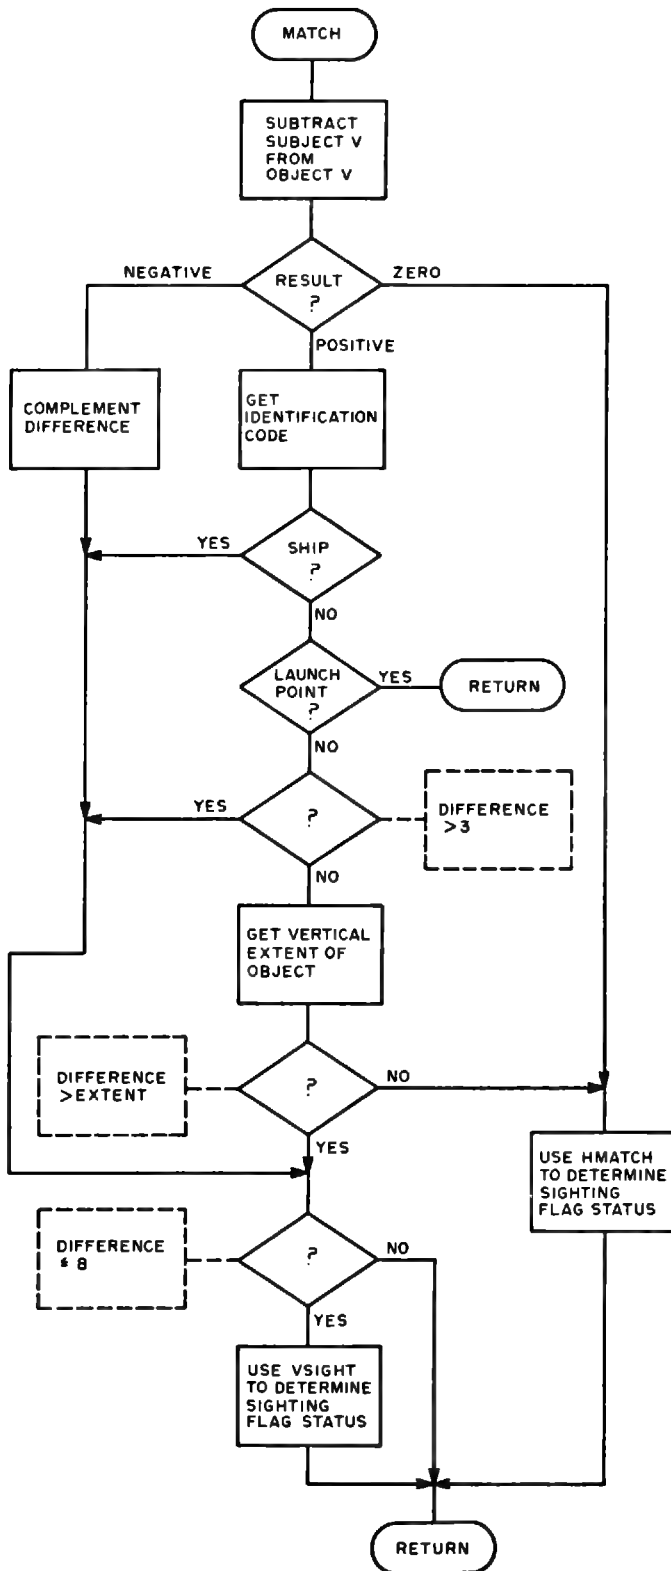 MATCH
SUBTRACT
SUBJECT V
FROM
OBJECT V
NEGATIVE
RESULT
?
ZERO
POSITIVE
COMPLEMENT
DIFFERENCE
GET
IDENTIFICATION
CODE
YES
SHIP
?
NO
LAUNCH
POINT
?
YES
RETURN
NO
YES
?
DIFFERENCE
>3
NO
GET VERTICAL
EXTENT OF
OBJECT
DIFFERENCE
>EXTENT
?
NO
YES
USE HMATCH
TO DETERMINE
SIGHTING
FLAG STATUS
DIFFERENCE
≤ 8
?
NO
YES
USE VSIGHT
TO DETERMINE
SIGHTING
FLAG STATUS
RETURN